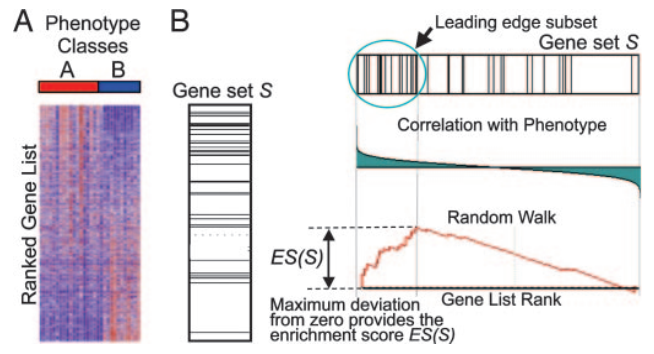 A
Phenotype
Classes
A
B
Ranked Gene List
B
Gene set S
Leading edge subset
Gene set S
Correlation with Phenotype
Random Walk
ES(S)
Gene List Rank
Maximum deviation
from zero provides the
enrichment score ES(S)